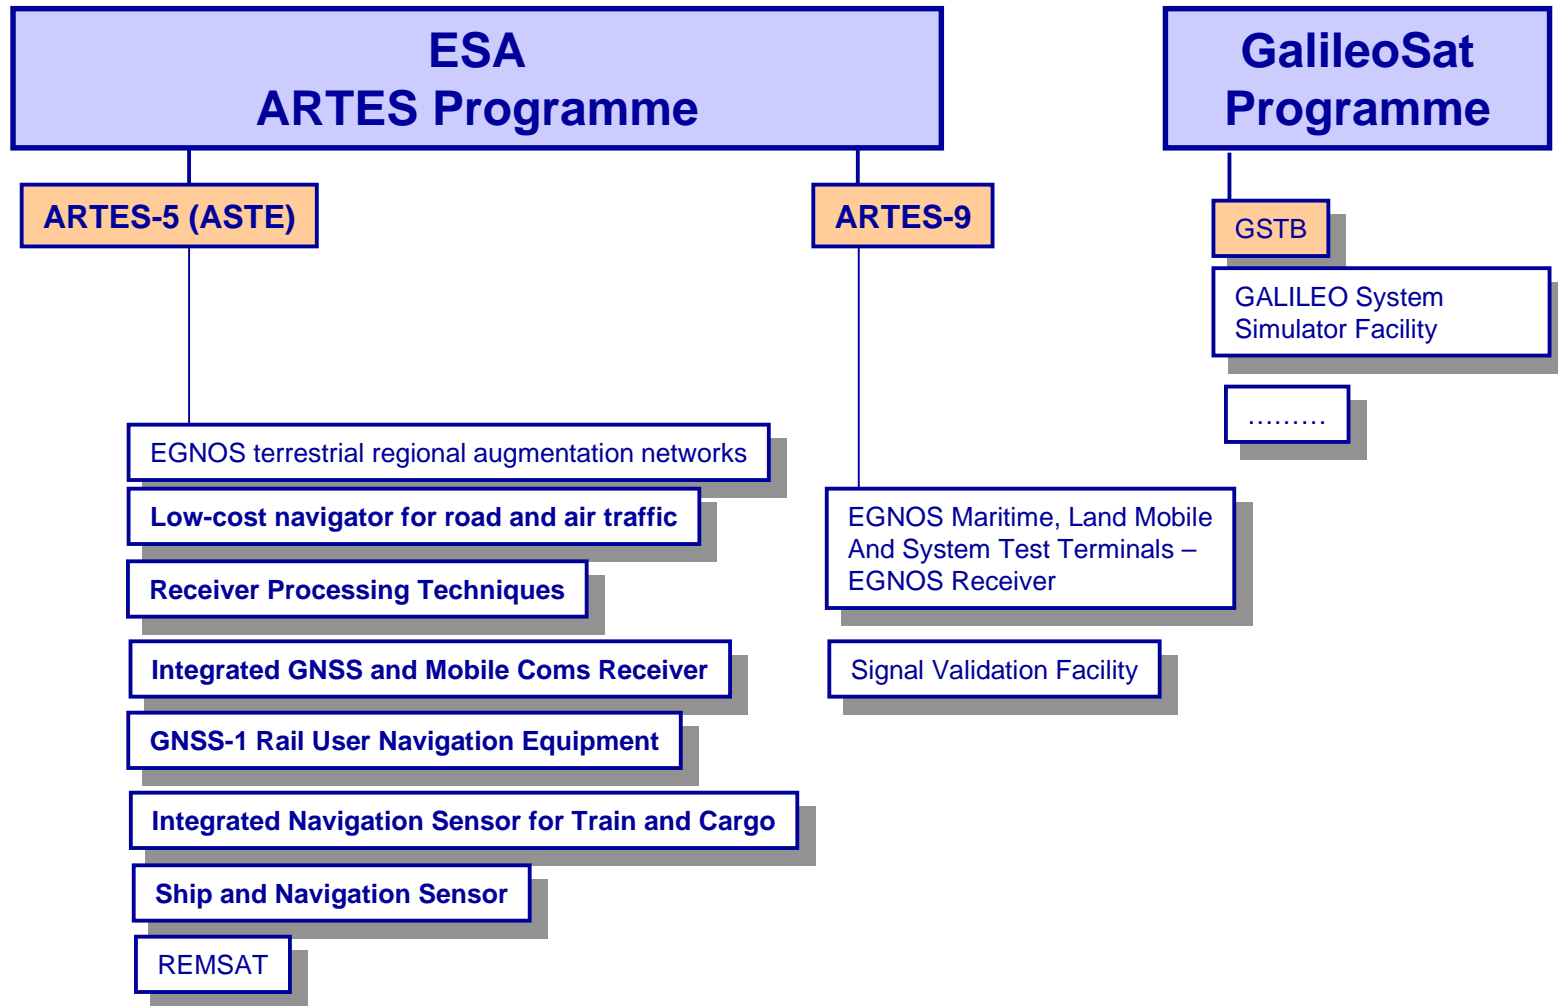 ESA
ARTES Programme
GalileoSat
Programme
ARTES-5 (ASTE)
ARTES-9
GSTB
GALILEO System
Simulator Facility
………
EGNOS terrestrial regional augmentation networks
Low-cost navigator for road and air traffic
Receiver Processing Techniques
Integrated GNSS and Mobile Coms Receiver
GNSS-1 Rail User Navigation Equipment
Integrated Navigation Sensor for Train and Cargo
Ship and Navigation Sensor
REMSAT
EGNOS Maritime, Land Mobile
And System Test Terminals –
EGNOS Receiver
Signal Validation Facility